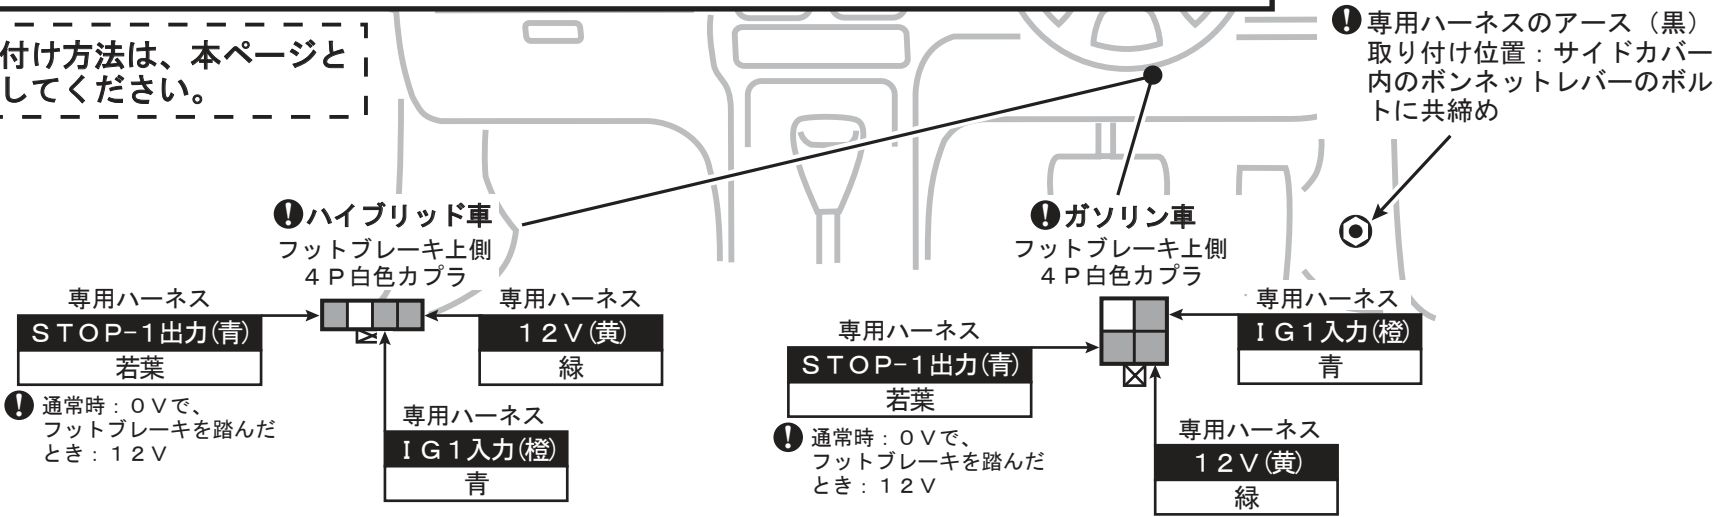 付け方法は、本ページと
してください。
専用ハーネスのアース（黒）
取り付け位置：サイドカバー
内のボンネットレバーのボル
トに共締め
ハイブリッド車
フットブレーキ上側
４Ｐ白色カプラ
専用ハーネス
ＳＴＯＰ−１出力(青)
若葉
通常時：０Ｖで、
フットブレーキを踏んだ
とき：１２Ｖ
専用ハーネス
１２Ｖ(黄)
緑
専用ハーネス
ＩＧ１入力(橙)
青
ガソリン車
フットブレーキ上側
４Ｐ白色カプラ
専用ハーネス
ＳＴＯＰ−１出力(青)
若葉
通常時：０Ｖで、
フットブレーキを踏んだ
とき：１２Ｖ
専用ハーネス
ＩＧ１入力(橙)
青
専用ハーネス
１２Ｖ(黄)
緑